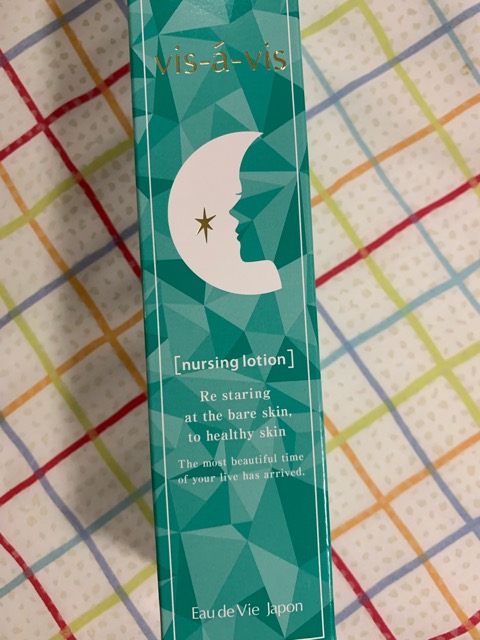 vis-á-vis
[nursing lotion]
Re staring
at the bare skin,
to healthy skin
The most beautiful time
of your live has arrived.
Eau de Vie Japon